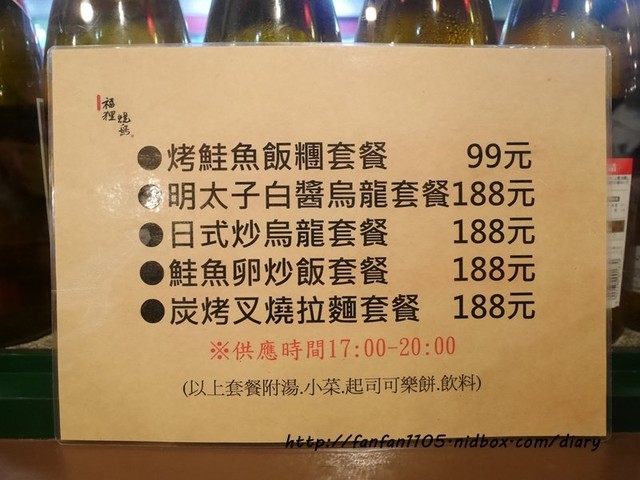 福狸燒鳥
●烤鮭魚飯糰套餐 99元
●明太子白醬烏龍套餐188元
●日式炒烏龍套餐 188元
●鮭魚卵炒飯套餐 188元
●炭烤叉燒拉麵套餐 188元
※供應時間17:00-20:00
(以上套餐附湯.小菜.起司可樂餅.飲料)
http://fanfan1105.nidbox.com/diary